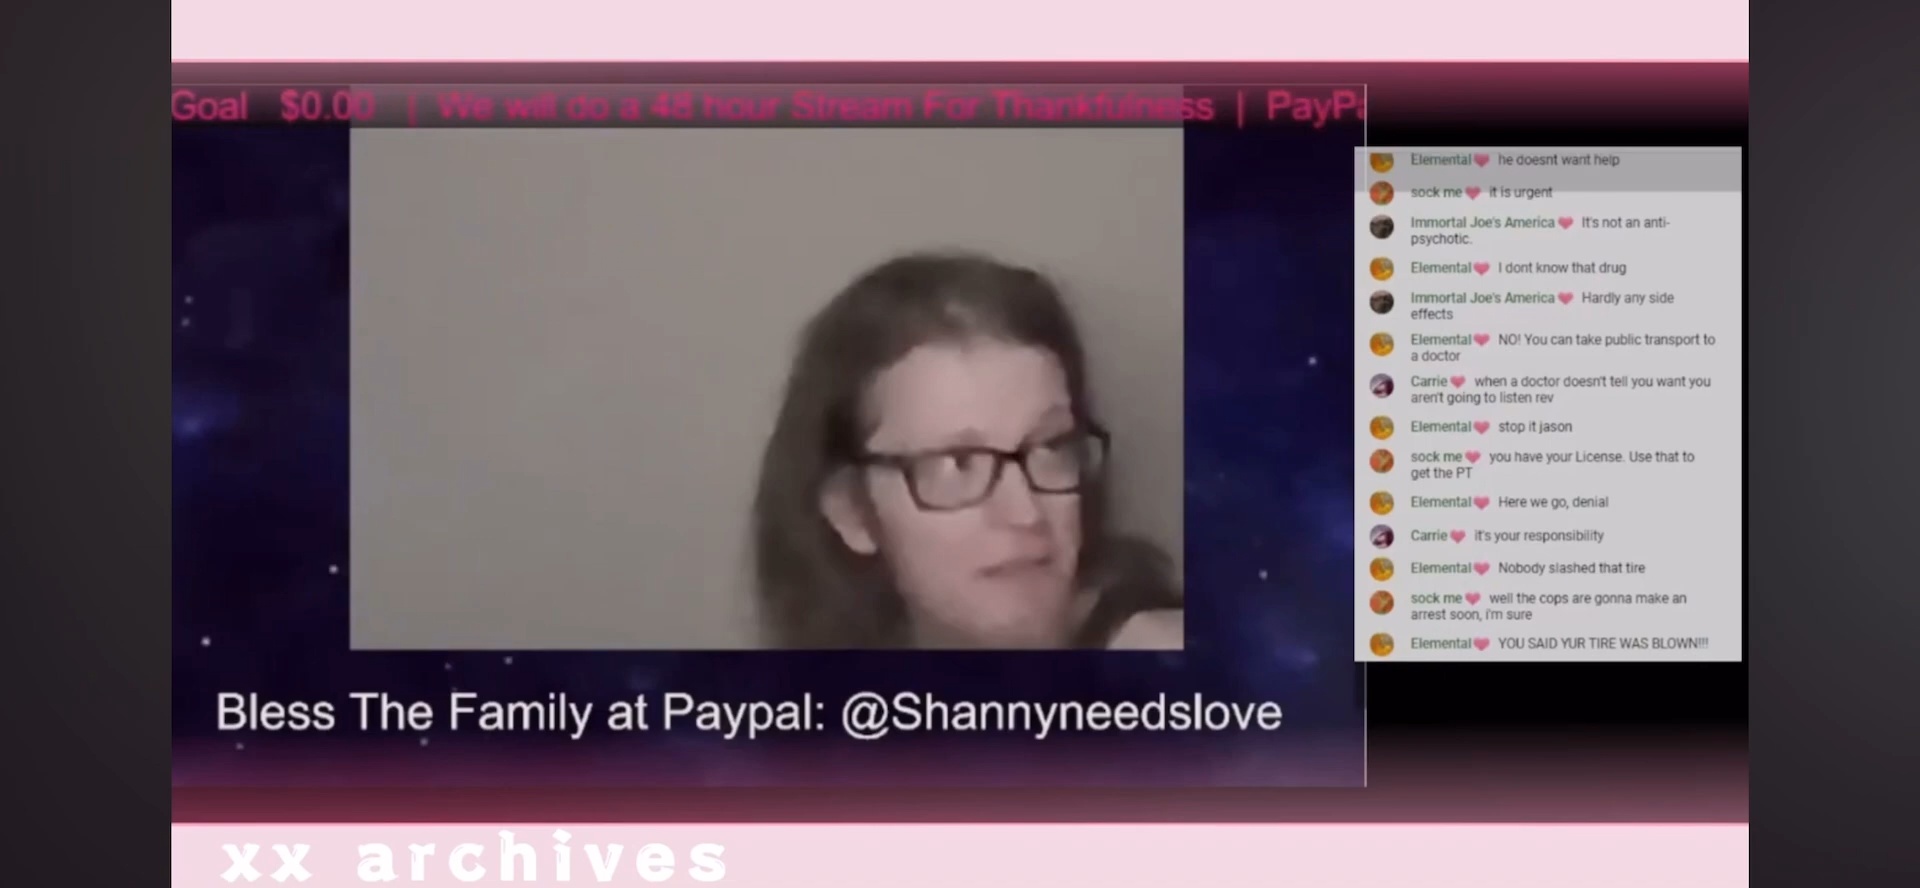 Goal $0.00 | We will do a 48 hour Stream For Thankfulness |
Elemental he doesnt want help
sock me it is urgent
Immortal Joe's America It's not an anti-
psychotic.
Elemental I dont know that drug
Immortal Joe's America Hardly any side
effects
Elemental NO! You can take public transport to
a doctor
Carrie when a doctor doesn't tell you want you
aren't going to listen rev
Elemental stop it jason
sock me you have your License. Use that to
get the PT
Elemental Here we go, denial
Carrie it's your responsibility
Elemental Nobody slashed that tire
sock me well the cops are gonna make an
arrest soon, i'm sure
Elemental YOU SAID YUR TIRE WAS BLOWN!!!
Bless The Family at Paypal: @Shannyneedslove
xx archives